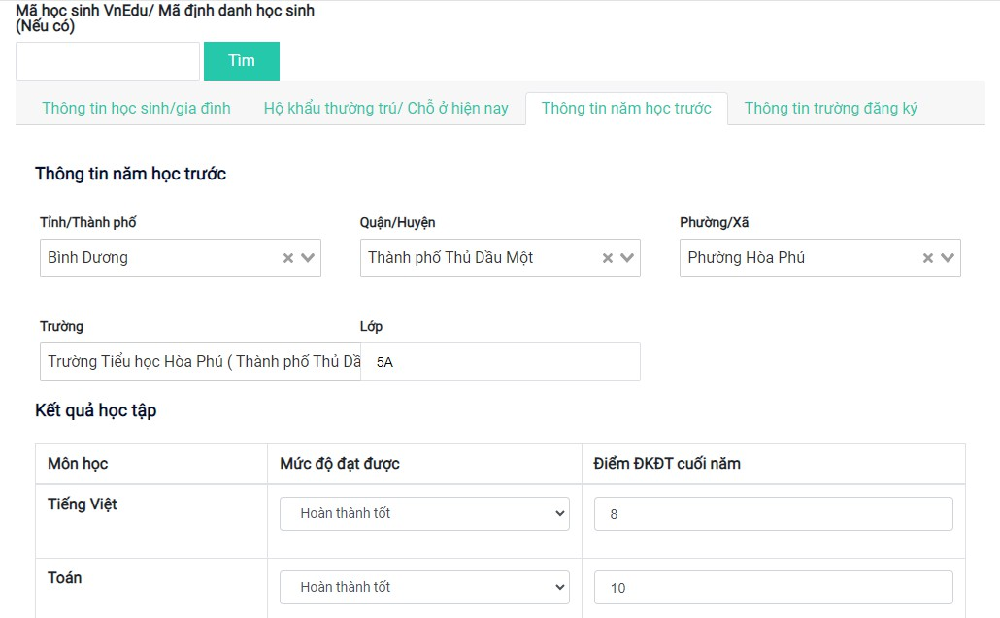 Mã học sinh VnEdu/ Mã định danh học sinh
(Nếu có)
Tìm
Thông tin học sinh/gia đình Hộ khẩu thường trú/ Chỗ ở hiện nay Thông tin năm học trước Thông tin trường đăng ký
Thông tin năm học trước
Tỉnh/Thành phố Quận/Huyện Phường/Xã
Bình Dương Thành phố Thủ Dầu Một Phường Hòa Phú
Trường Lớp
Trường Tiểu học Hòa Phú ( Thành phố Thủ Dầ 5A
Kết quả học tập
Môn học Mức độ đạt được Điểm ĐKĐT cuối năm
Tiếng Việt Hoàn thành tốt 8
Toán Hoàn thành tốt 10